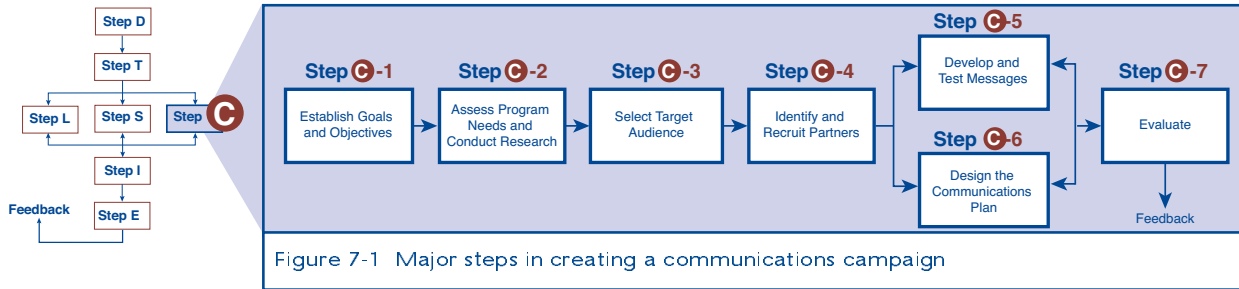 Step D
Step T
Step L
Step S
Step C
Step I
Step E
Feedback
Step C-1
Establish Goals
and Objectives
Step C-2
Assess Program
Needs and
Conduct Research
Step C-3
Select Target
Audience
Step C-4
Identify and
Recruit Partners
Step C-5
Develop and
Test Messages
Step C-6
Design the
Communications
Plan
Step C-7
Evaluate
Feedback
Figure 7-1 Major steps in creating a communications campaign